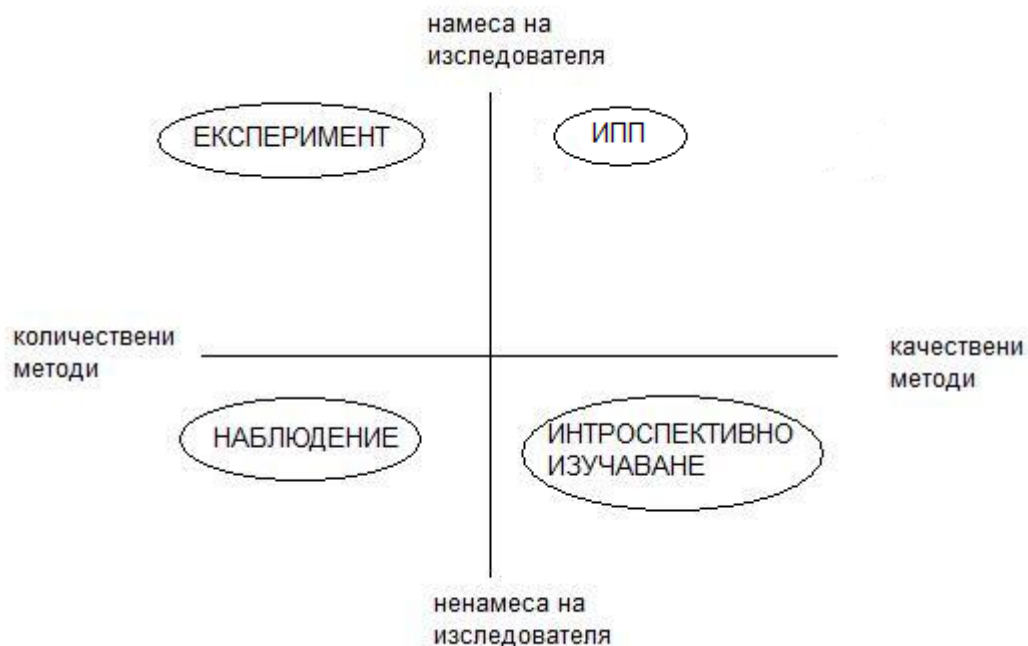 намеса на
изследователя
ЕКСПЕРИМЕНТ
ИПП
количествени
методи
качествени
методи
НАБЛЮДЕНИЕ
ИНТРОСПЕКТИВНО
ИЗУЧАВАНЕ
ненамеса на
изследователя